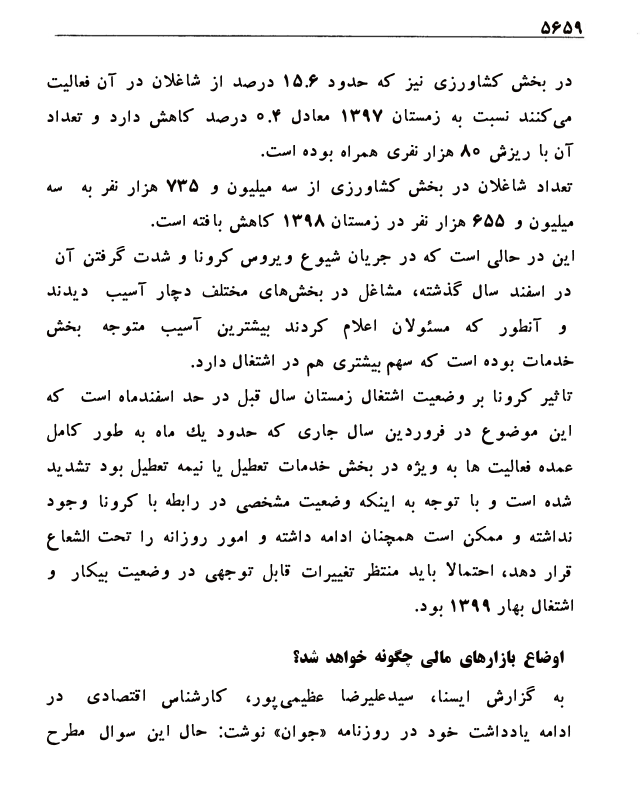 ۵۶۵۹
در بخش کشاورزی نیز که حدود ۱۵.۶ درصد از شاغلان در آن فعالیت
می‌کنند نسبت به زمستان ۱۳۹۷ معادل ۰.۴ درصد کاهش دارد و تعداد
آن با ریزش ۸۰ هزار نفری همراه بوده است.
تعداد شاغلان در بخش کشاورزی از سه میلیون و ۷۳۵ هزار نفر به سه
میلیون و ۶۵۵ هزار نفر در زمستان ۱۳۹۸ کاهش بافته است.
این در حالی است که در جریان شیوع ویروس کرونا و شدت گرفتن آن
در اسفند سال گذشته، مشاغل در بخش‌های مختلف دچار آسیب دیدند
و آنطور که مسئولان اعلام کردند بیشترین آسیب متوجه بخش
خدمات بوده است که سهم بیشتری هم در اشتغال دارد.
تاثیر کرونا بر وضعیت اشتغال زمستان سال قبل در حد اسفندماه است که
این موضوع در فروردین سال جاری که حدود یك ماه به طور کامل
عمده فعالیت ها به ویژه در بخش خدمات تعطیل یا نیمه تعطیل بود تشدید
شده است و با توجه به اینکه وضعیت مشخصی در رابطه با کرونا وجود
نداشته و ممکن است همچنان ادامه داشته و امور روزانه را تحت الشعاع
قرار دهد، احتمالا باید منتظر تغییرات قابل توجهی در وضعیت بیکار و
اشتغال بهار ۱۳۹۹ بود.
اوضاع بازارهای مالی چگونه خواهد شد؟
به گزارش ایسنا، سیدعلیرضا عظیمی‌پور، کارشناس اقتصادی در
ادامه یادداشت خود در روزنامه «جوان» نوشت: حال این سوال مطرح